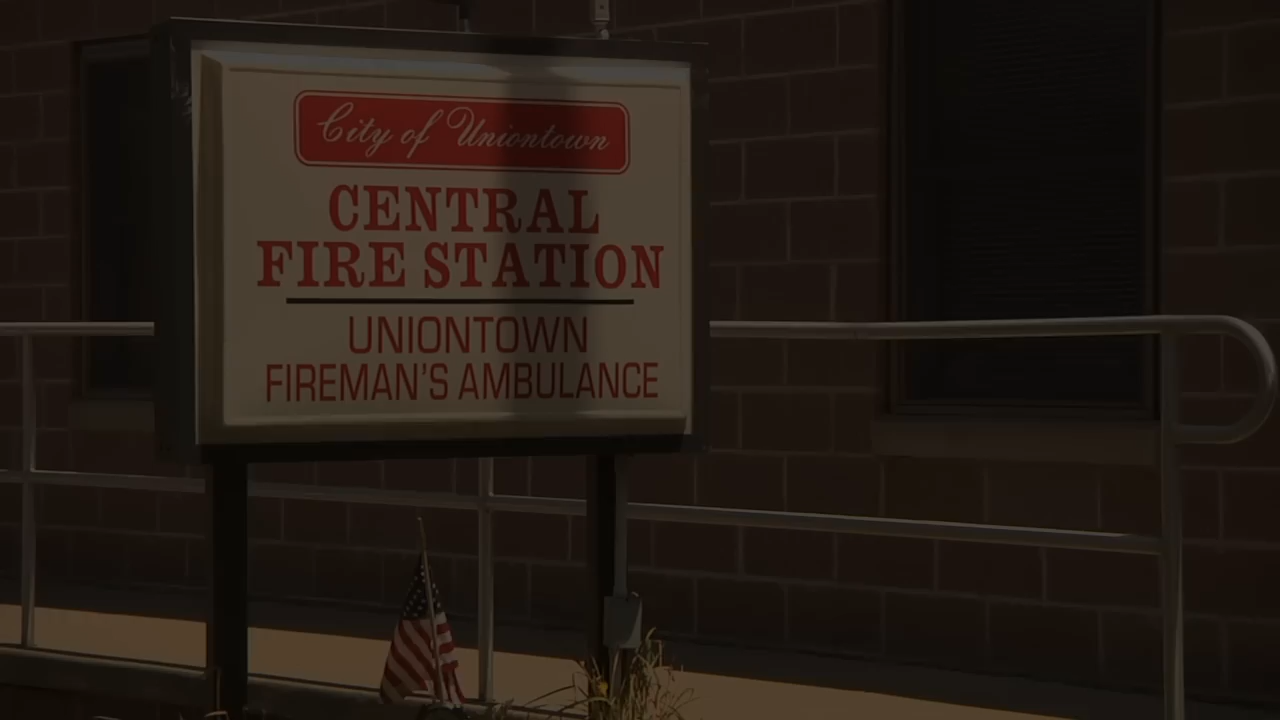 City of Uniontown
CENTRAL
FIRE STATION
UNIONTOWN
FIREMAN'S AMBULANCE